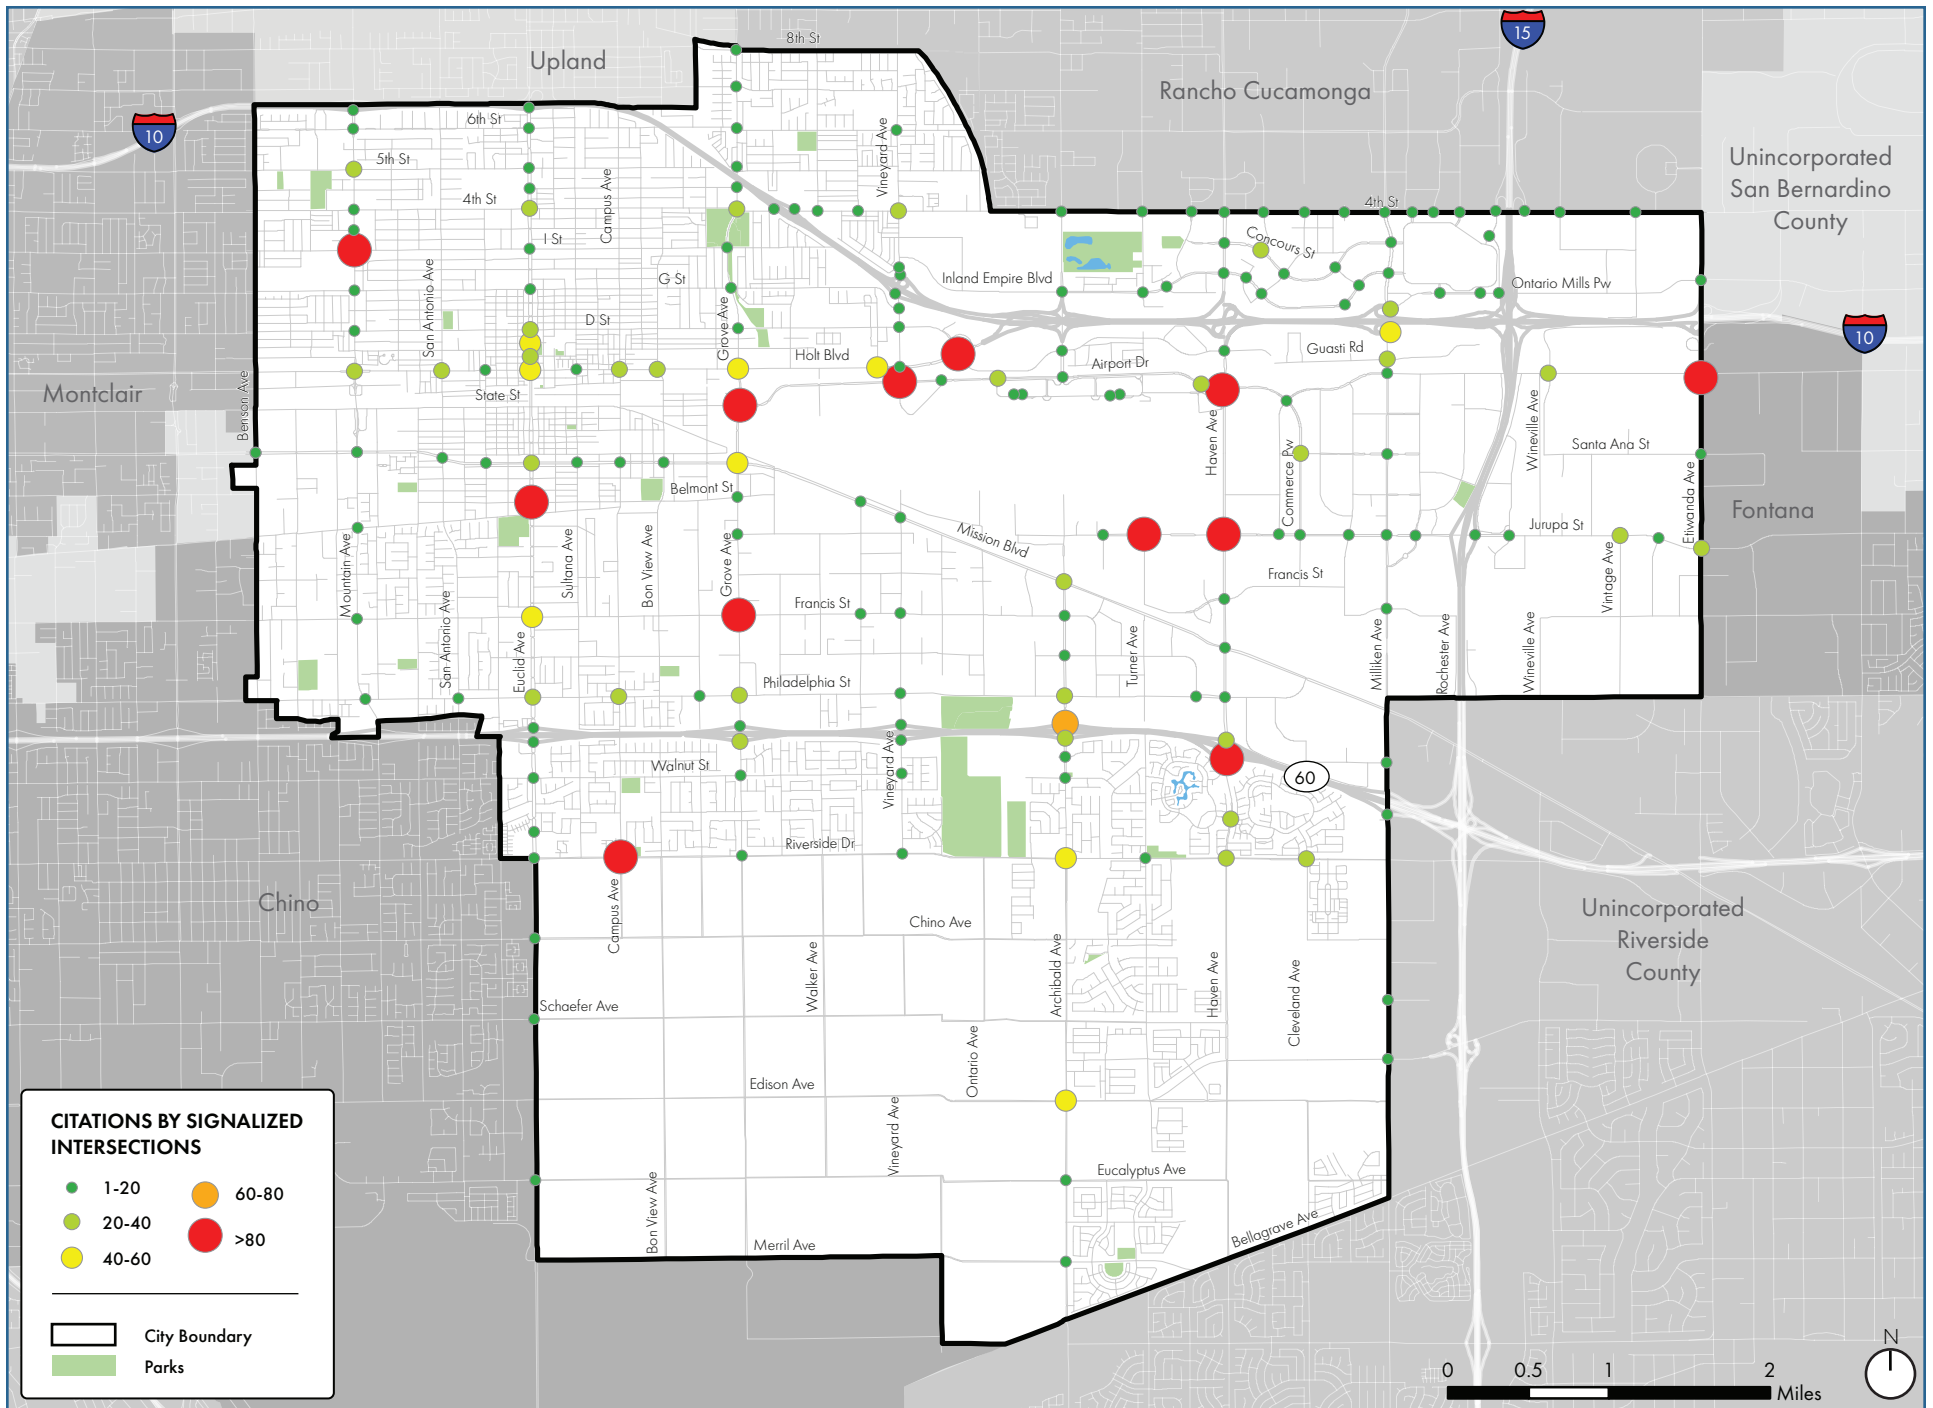 8th St
15
Upland
Rancho Cucamonga
10
6th St
Vineyard Ave
5th St
Unincorporated
San Bernardino
County
4th St
Campus Ave
4th St
I St
Concours St
San Antonio Ave
G St
Inland Empire Blvd
Ontario Mills Pw
D St
Grove Ave
10
Holt Blvd
Guasti Rd
Airport Dr
Montclair
Benson Ave
State St
Haven Ave
Commerce Pw
Wineville Ave
Santa Ana St
Etiwanda Ave
Belmont St
Fontana
Mission Blvd
Jurupa St
Mountain Ave
Sultana Ave
Bon View Ave
Grove Ave
Vintage Ave
Francis St
San Antonio Ave
Francis St
Euclid Ave
Turner Ave
Milliken Ave
Rochester Ave
Wineville Ave
Philadelphia St
Vineyard Ave
Walnut St
60
Riverside Dr
Chino
Campus Ave
Chino Ave
Unincorporated
Riverside
County
Walker Ave
Archibald Ave
Haven Ave
Cleveland Ave
Schaefer Ave
Ontario Ave
Edison Ave
Vineyard Ave
Eucalyptus Ave
Bon View Ave
Bellagrave Ave
Merril Ave
CITATIONS BY SIGNALIZED
INTERSECTIONS
1-20
60-80
20-40
>80
40-60
City Boundary
Parks
N
0 0.5 1 2
Miles